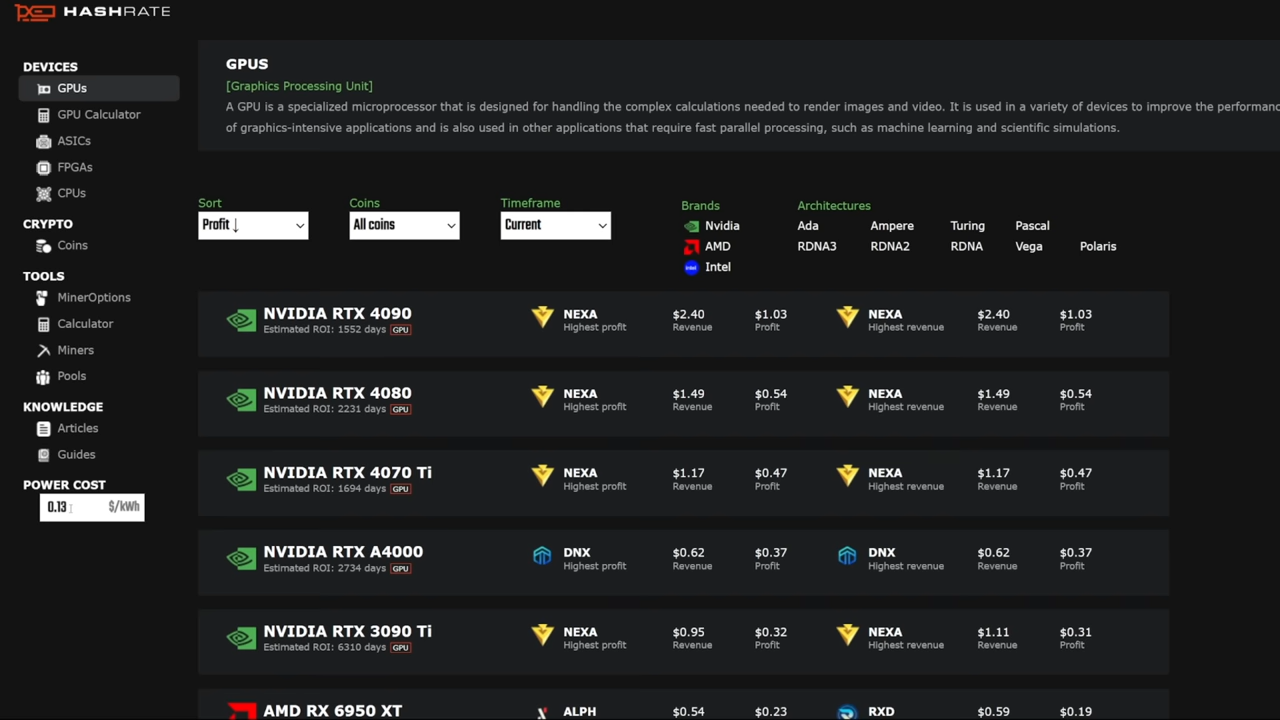 HASHRATE
DEVICES
GPUs
GPU Calculator
ASICs
FPGAs
CPUs
CRYPTO
Coins
TOOLS
MinerOptions
Calculator
Miners
Pools
KNOWLEDGE
Articles
Guides
POWER COST
0.13 $/kWh
GPUS
[Graphics Processing Unit]
A GPU is a specialized microprocessor that is designed for handling the complex calculations needed to render images and video. It is used in a variety of devices to improve the performanc
of graphics-intensive applications and is also used in other applications that require fast parallel processing, such as machine learning and scientific simulations.
Sort Coins Timeframe
Profit ↓ All coins Current
Brands Architectures
Nvidia Ada Ampere Turing Pascal
AMD RDNA3 RDNA2 RDNA Vega Polaris
intel Intel
NVIDIA RTX 4090 NEXA $2.40 $1.03 NEXA $2.40 $1.03
Estimated ROI: 1552 days GPU Highest profit Revenue Profit Highest revenue Revenue Profit
NVIDIA RTX 4080 NEXA $1.49 $0.54 NEXA $1.49 $0.54
Estimated ROI: 2231 days GPU Highest profit Revenue Profit Highest revenue Revenue Profit
NVIDIA RTX 4070 Ti NEXA $1.17 $0.47 NEXA $1.17 $0.47
Estimated ROI: 1694 days GPU Highest profit Revenue Profit Highest revenue Revenue Profit
NVIDIA RTX A4000 DNX $0.62 $0.37 DNX $0.62 $0.37
Estimated ROI: 2734 days GPU Highest profit Revenue Profit Highest revenue Revenue Profit
NVIDIA RTX 3090 Ti NEXA $0.95 $0.32 NEXA $1.11 $0.31
Estimated ROI: 6310 days GPU Highest profit Revenue Profit Highest revenue Revenue Profit
AMD RX 6950 XT ALPH $0.54 $0.23 RXD $0.59 $0.19